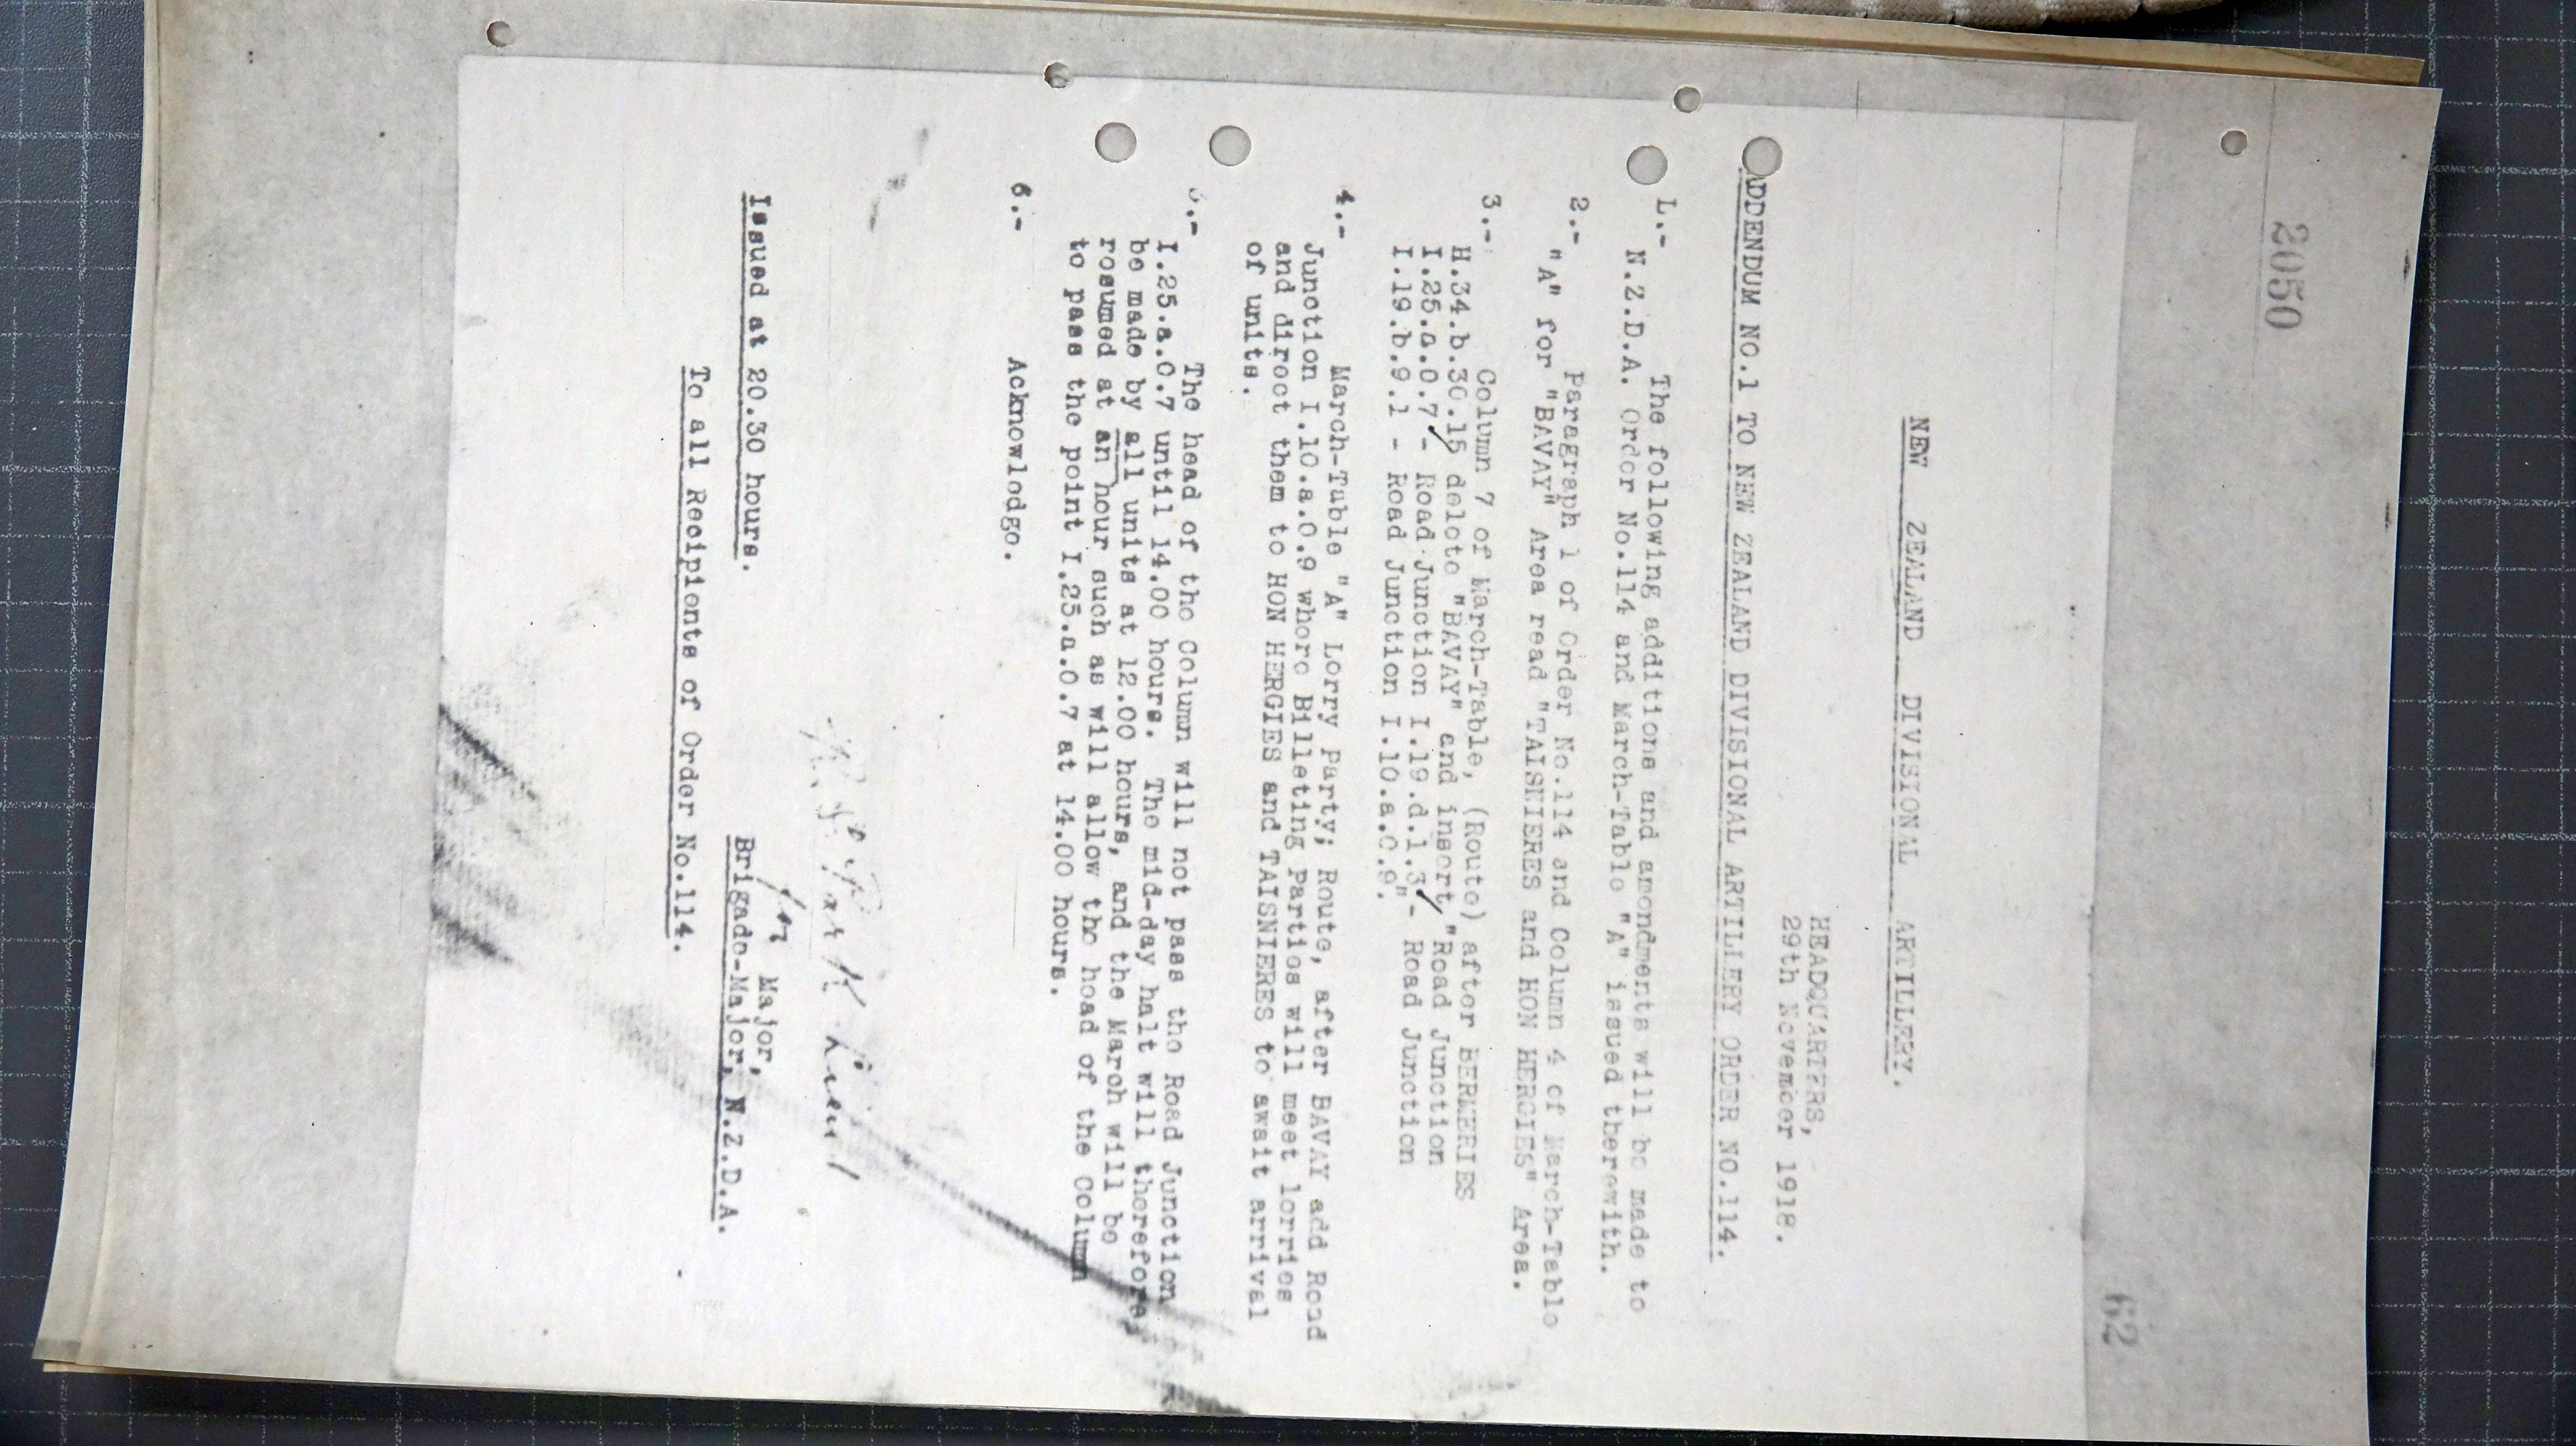 2050
62
NEW ZEALAND DIVISIONAL ARTILLERY.
HEADQUARTERS,
29th November 1918.
ADDENDUM NO.1 TO NEW ZEALAND DIVISIONAL ARTILLERY ORDER NO.114.
1.- The following additions and amendments will be made to
N.Z.D.A. Order No.114 and March-Table "A" issued therewith.
2.- Paragraph 1 of Order No.114 and Column 4 of March-Table
"A" for "BAVAY" Area read "TAISNIERES and HON HERGIES" Area.
3.- Column 7 of March-Table, (Route) after BERMERIES
H.34.b.30.15 delete "BAVAY" and insert "Road Junction
I.25.a.0.7 - Road Junction I.19.d.1.3" - Road Junction
I.19.b.9.1 - Road Junction I.10.a.0.9.
4.- March-Table "A" Lorry Party; Route, after BAVAY add Road
Junction I.10.a.0.9 where Billeting Parties will meet lorries
and direct them to HON HERGIES and TAISNIERES to await arrival
of units.
5.- The head of the Column will not pass the Road Junction
I.25.a.0.7 until 14.00 hours. The mid-day halt will therefore
be made by all units at 12.00 hours, and the March will be
resumed at an hour such as will allow the head of the Column
to pass the point I.25.a.0.7 at 14.00 hours.
6.- Acknowledge.
Lieut
for Major,
Issued at 20.30 hours. Brigade-Major, N.Z.D.A.
To all Recipients of Order No.114.